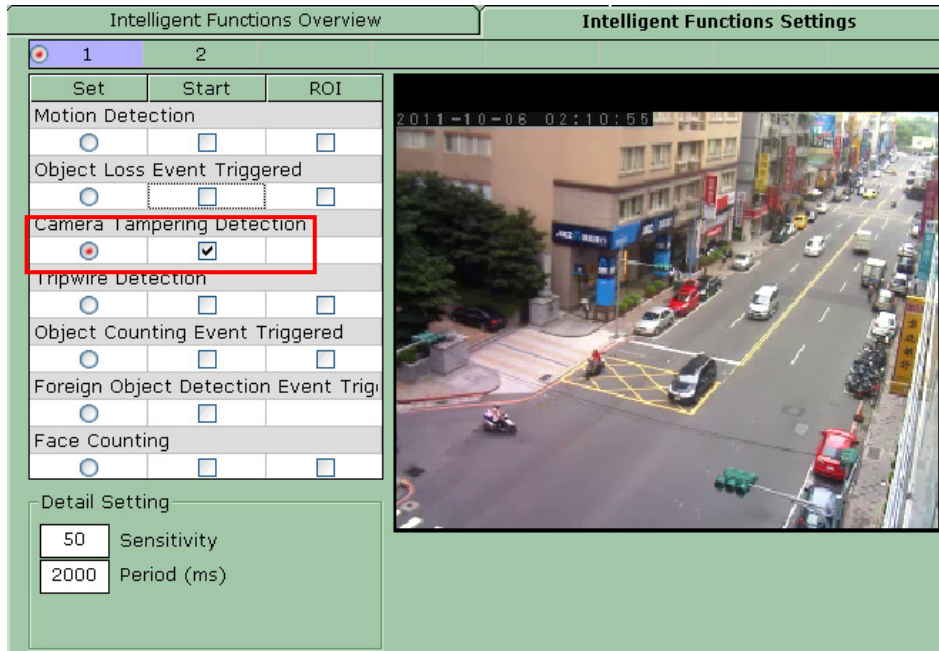 Intelligent Functions Overview
Intelligent Functions Settings
1 2
Set Start ROI
Motion Detection
Object Loss Event Triggered
Camera Tampering Detection
Tripwire Detection
Object Counting Event Triggered
Foreign Object Detection Event Trig
Face Counting
Detail Setting
50 Sensitivity
2000 Period (ms)
2011-10-06 02:10:55